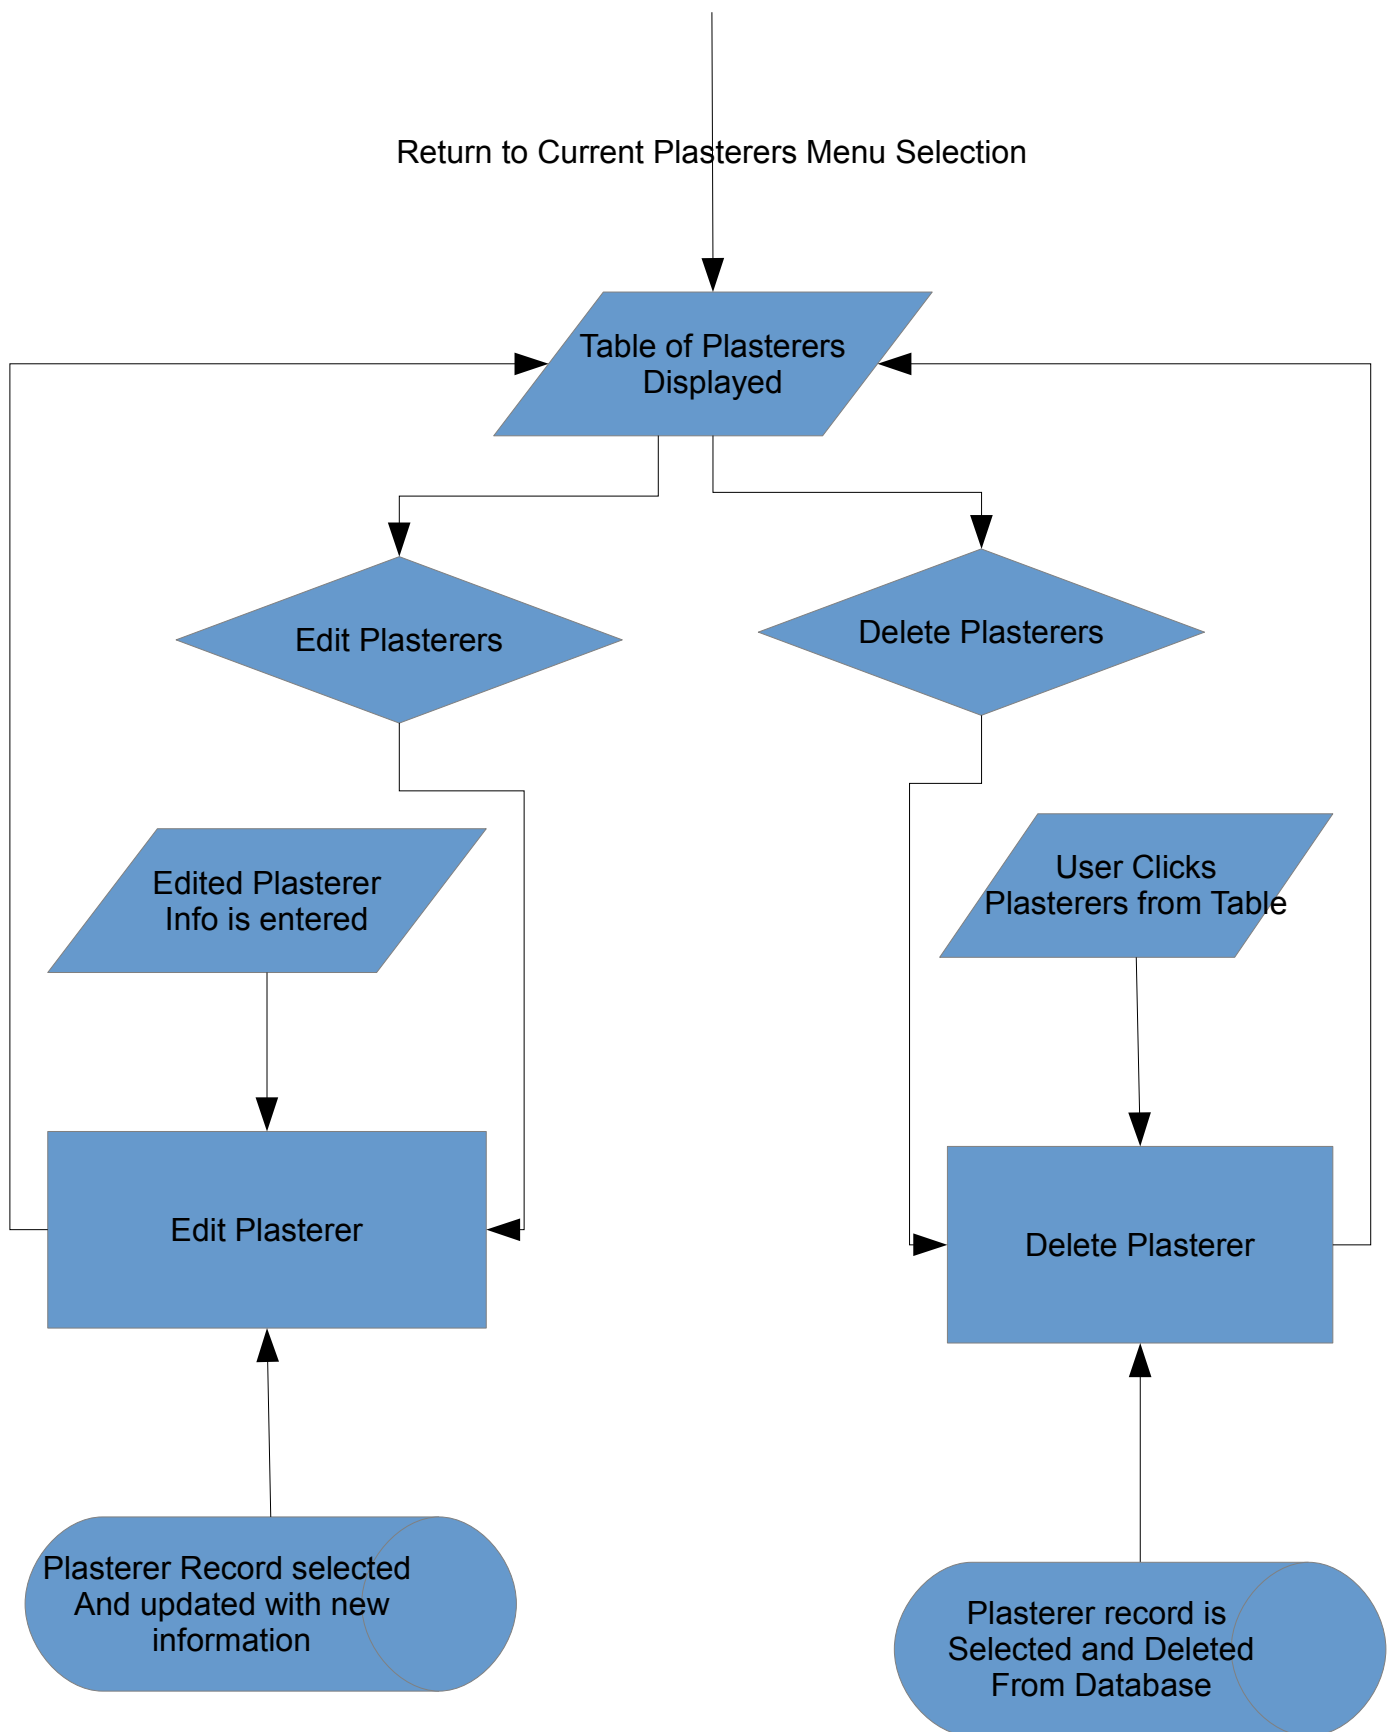 Return to Current Plasterers Menu Selection
Table of Plasterers
Displayed
Edit Plasterers
Delete Plasterers
Edited Plasterer
Info is entered
User Clicks
Plasterers from Table
Edit Plasterer
Delete Plasterer
Plasterer Record selected
And updated with new
information
Plasterer record is
Selected and Deleted
From Database